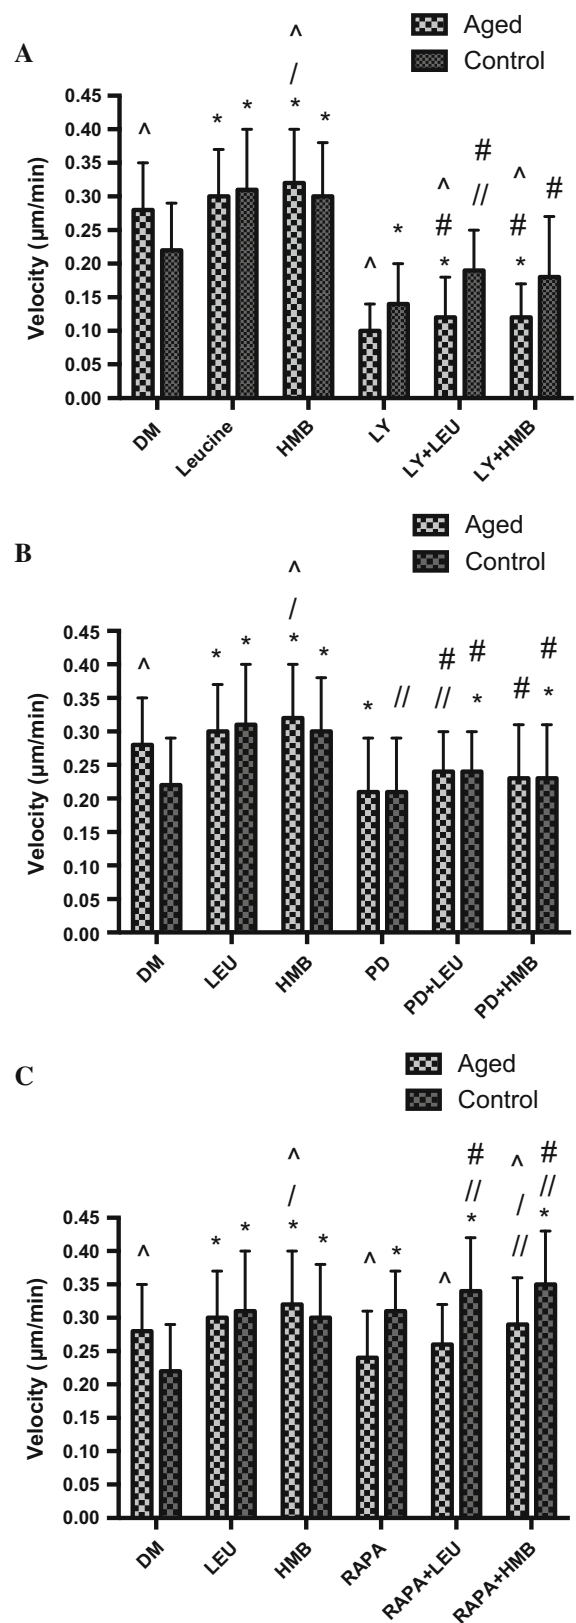 A
Aged
Control
Velocity (µm/min)
0.45
0.40
0.35
0.30
0.25
0.20
0.15
0.10
0.05
0.00
^
* *
^
/
* *
^
*
^
#
*
#
//
^
#
*
#
DM
Leucine
HMB
LY
LY+LEU
LY+HMB
B
Aged
Control
Velocity (µm/min)
0.45
0.40
0.35
0.30
0.25
0.20
0.15
0.10
0.05
0.00
^
* *
^
/
* *
*
//
#
//
#
*
#
#
*
DM
LEU
HMB
PD
PD+LEU
PD+HMB
C
Aged
Control
Velocity (µm/min)
0.45
0.40
0.35
0.30
0.25
0.20
0.15
0.10
0.05
0.00
^
* *
^
/
* *
^
*
^
#
//
*
^
/
//
#
//
*
DM
LEU
HMB
RAPA
RAPA+LEU
RAPA+HMB